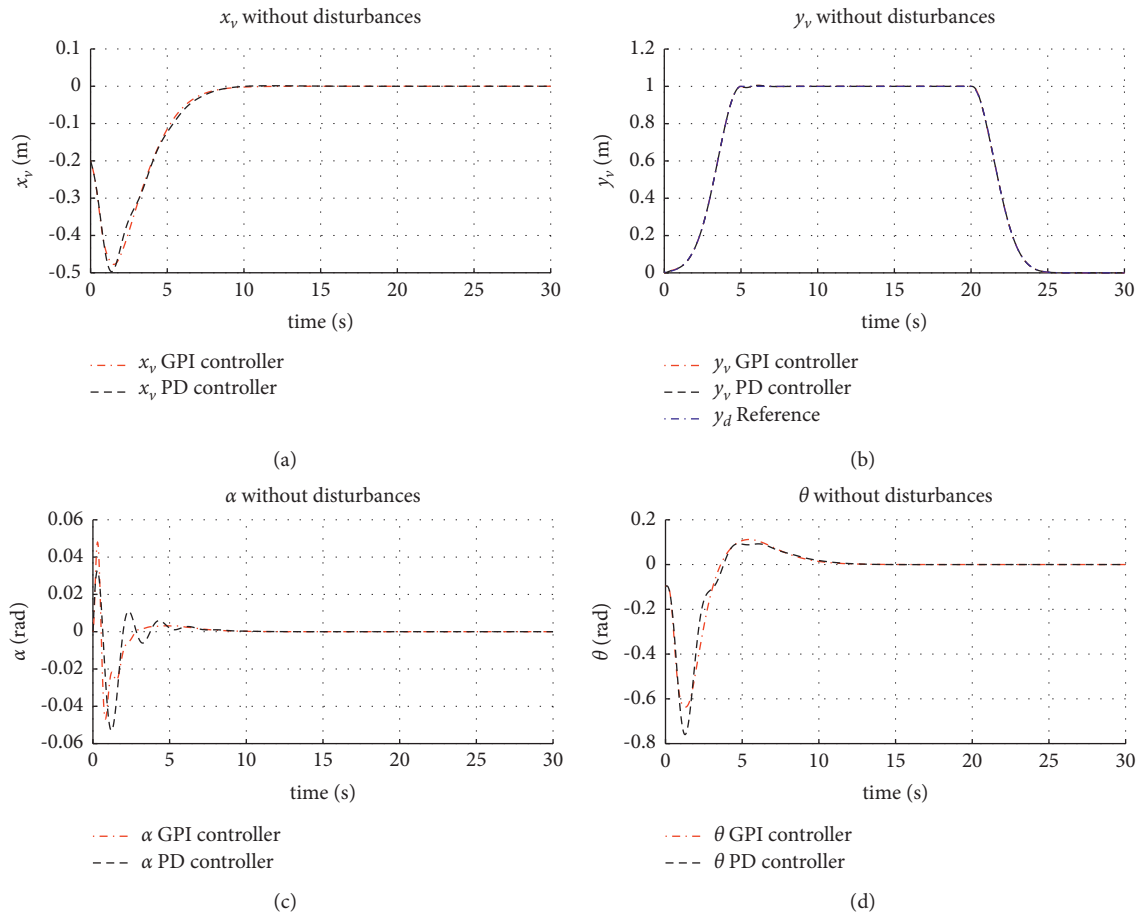 x_v without disturbances
0.1
0
-0.1
-0.2
-0.3
-0.4
-0.5
x_v (m)
0 5 10 15 20 25 30
time (s)
x_v GPI controller
x_v PD controller
(a)
y_v without disturbances
1.2
1
0.8
0.6
0.4
0.2
0
y_v (m)
0 5 10 15 20 25 30
time (s)
y_v GPI controller
y_v PD controller
y_d Reference
(b)
α without disturbances
0.06
0.04
0.02
0
-0.02
-0.04
-0.06
α (rad)
0 5 10 15 20 25 30
time (s)
α GPI controller
α PD controller
(c)
θ without disturbances
0.2
0
-0.2
-0.4
-0.6
-0.8
θ (rad)
0 5 10 15 20 25 30
time (s)
θ GPI controller
θ PD controller
(d)